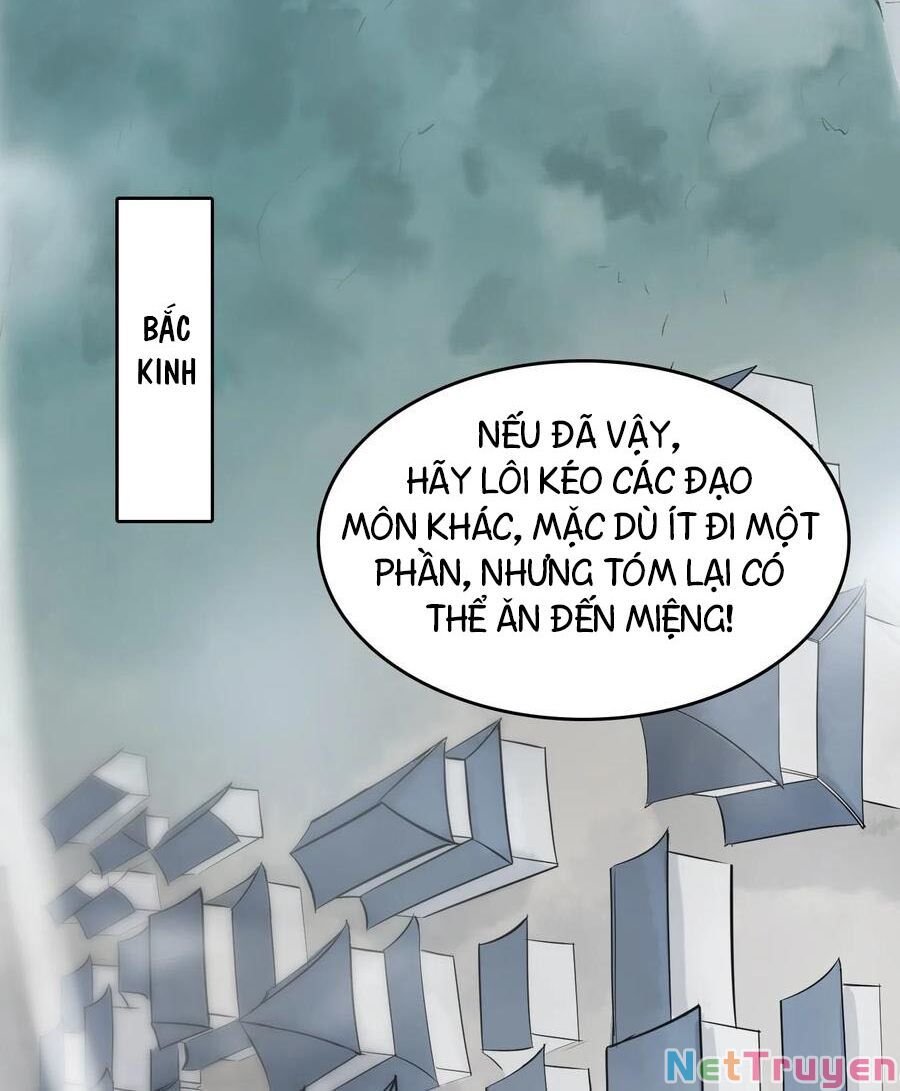 BẮC
KINH
NẾU ĐÃ VẬY,
HÃY LÔI KÉO CÁC ĐẠO
MÔN KHÁC, MẶC DÙ ÍT ĐI MỘT
PHẦN, NHƯNG TÓM LẠI CÓ
THỂ ĂN ĐẾN MIỆNG!
NetTruyen